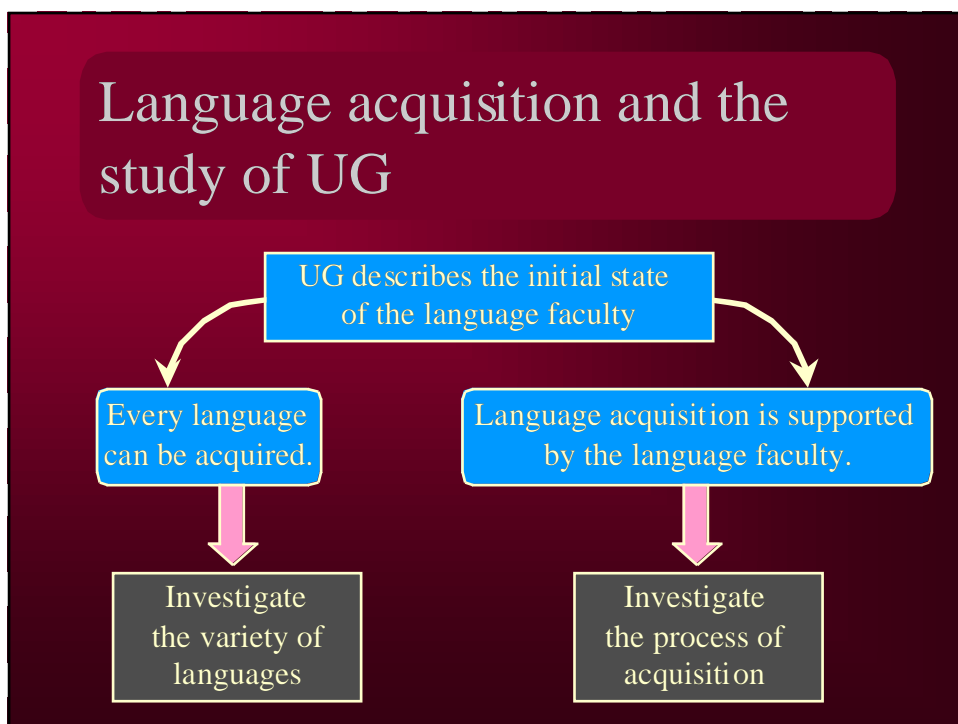 Language acquisition and the
study of UG
UG describes the initial state
of the language faculty
Every language
can be acquired.
Language acquisition is supported
by the language faculty.
Investigate
the variety of
languages
Investigate
the process of
acquisition